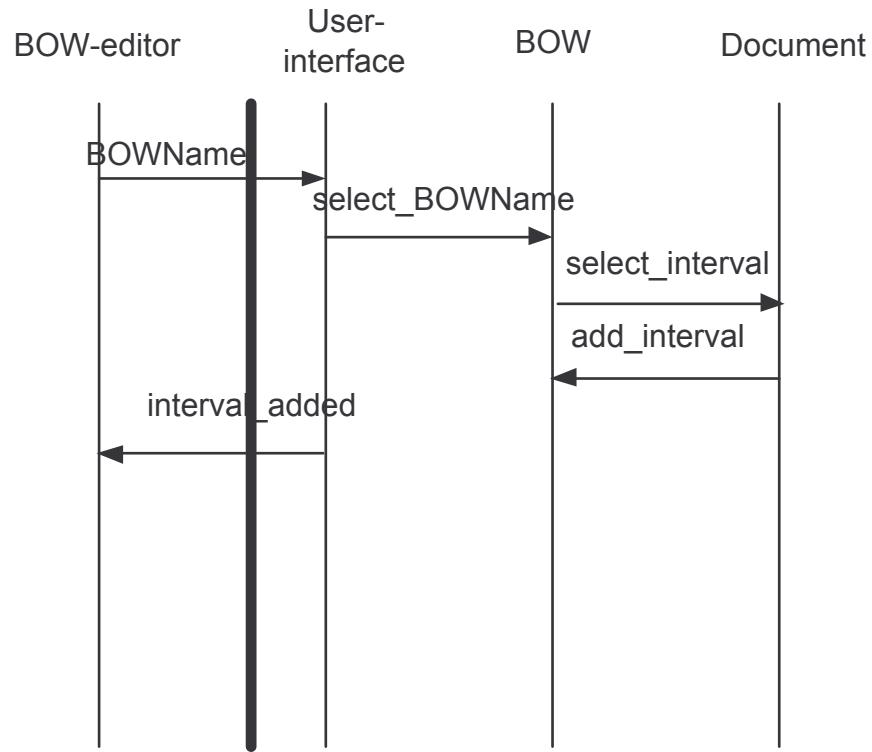 BOW-editor
User-
interface
BOW
Document
BOWName
select_BOWName
select_interval
add_interval
interval_added